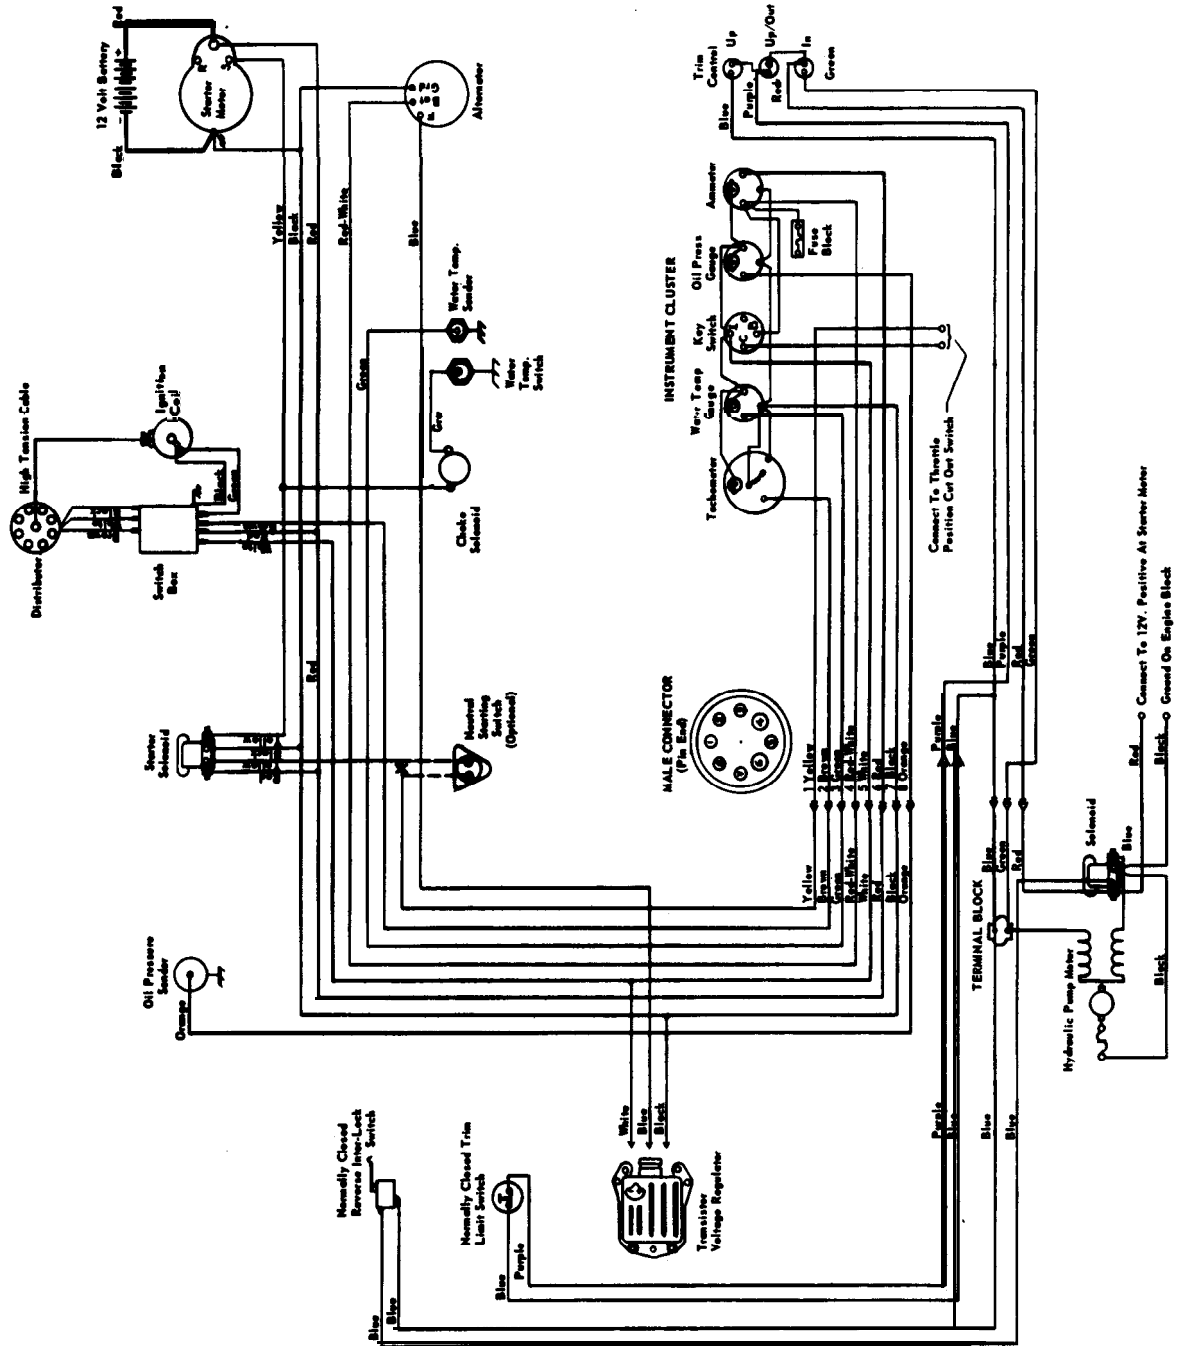 Red
12 Volt Battery
+
-
Black
R
S
Starter
Motor
Alternator
Yellow
Black
Red
Red-White
Blue
Water Temp.
Sender
Water
Temp.
Switch
Green
High Tension Cable
Ignition
Coil
Black
Green
Distributor
Switch
Box
Choke
Solenoid
Red
Starter
Solenoid
Neutral
Starting
Switch
(Optional)
Oil Pressure
Sender
Orange
Normally Closed
Reverse Inter-Lock
Switch
Blue
Blue
Normally Closed Trim
Limit Switch
Blue
Purple
White
Blue
Black
Transistor
Voltage Regulator
Trim
Control
Up
Up/Out
In
Blue
Purple
Red
Green
INSTRUMENT CLUSTER
Ammeter
Oil Press
Gauge
Fuse
Block
Key
Switch
Water Temp
Gauge
Tachometer
Connect To Throttle
Position Cut Out Switch
MALE CONNECTOR
(Pin End)
1
2
3
4
5
6
7
8
1 Yellow
2 Brown
3 Green
4 Red-White
5 White
6 Red
7 Black
8 Orange
Yellow
Brown
Green
Red-White
White
Red
Black
Orange
Blue
Purple
Red
Green
Purple
Blue
Blue
Green
Red
TERMINAL BLOCK
Solenoid
Blue
Red
Black
Connect To 12V. Positive At Starter Motor
Ground On Engine Block
Hydraulic Pump Motor
Black
Purple
Blue
Blue
Blue